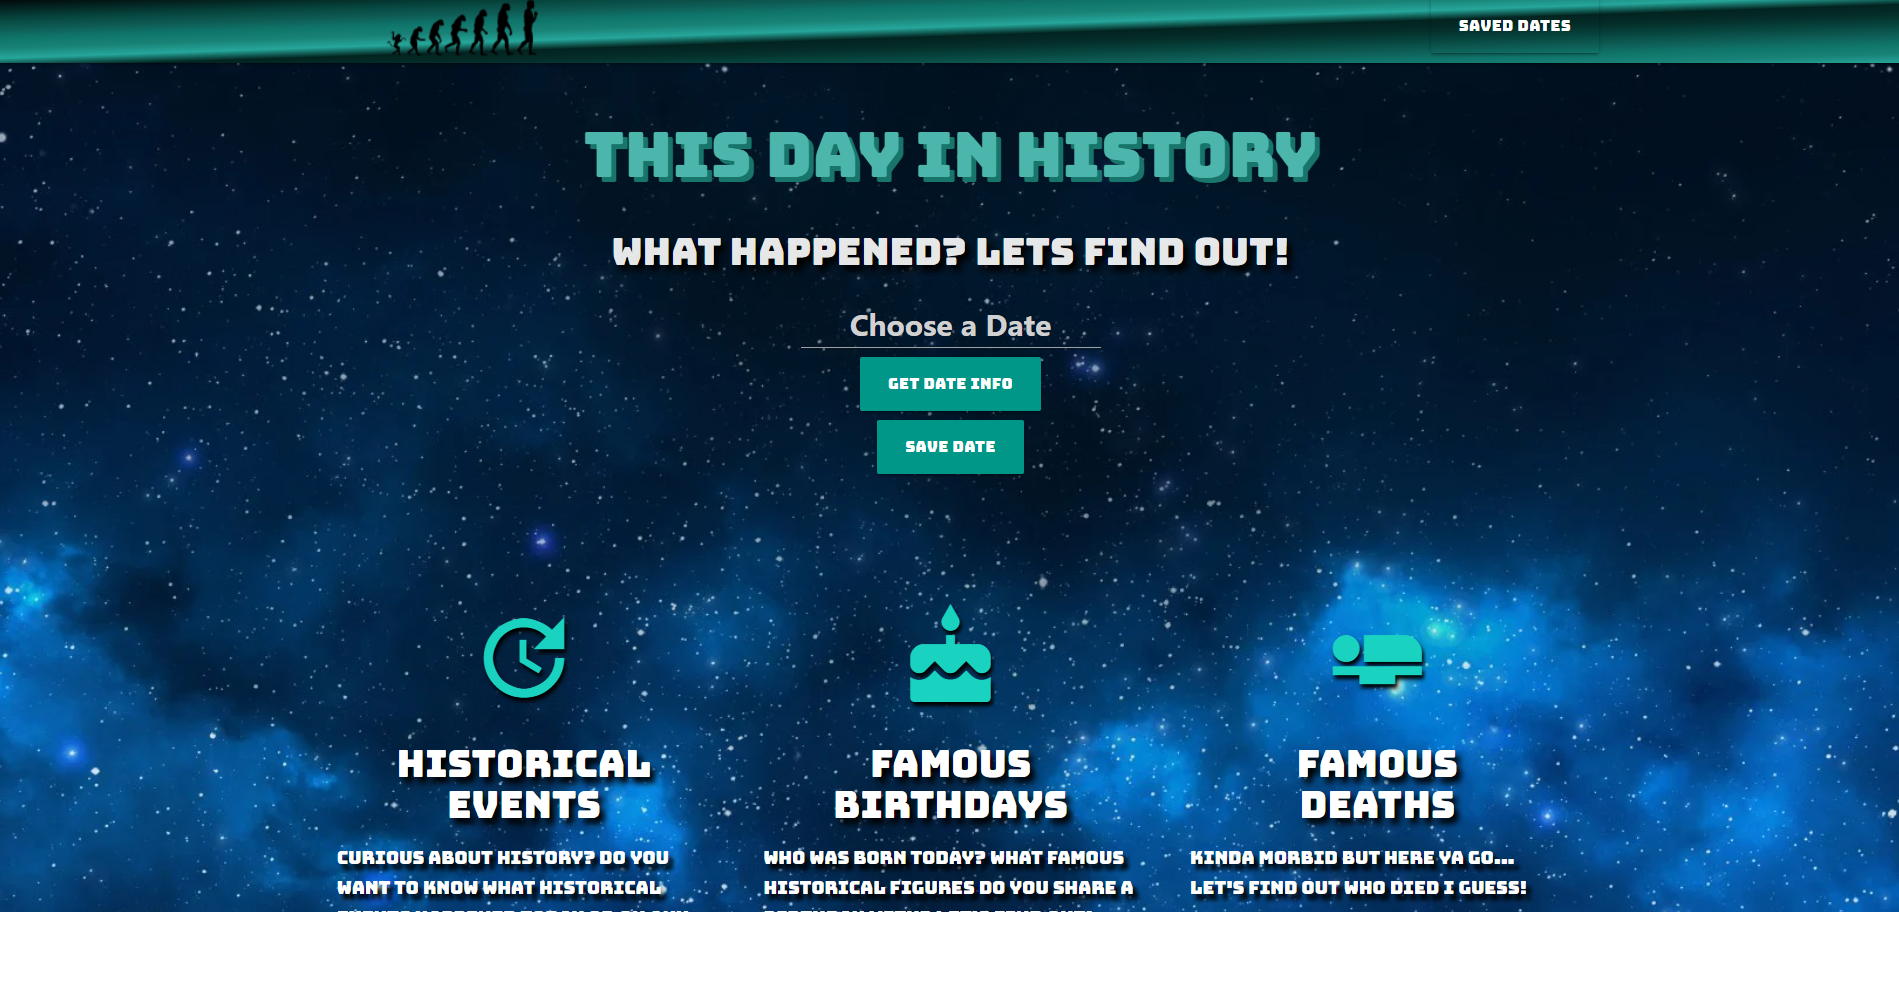 SAVED DATES
THIS DAY IN HISTORY
WHAT HAPPENED? LETS FIND OUT!
Choose a Date
GET DATE INFO
SAVE DATE
HISTORICAL
EVENTS
CURIOUS ABOUT HISTORY? DO YOU
WANT TO KNOW WHAT HISTORICAL
FAMOUS
BIRTHDAYS
WHO WAS BORN TODAY? WHAT FAMOUS
HISTORICAL FIGURES DO YOU SHARE A
FAMOUS
DEATHS
KINDA MORBID BUT HERE YA GO...
LET'S FIND OUT WHO DIED I GUESS!